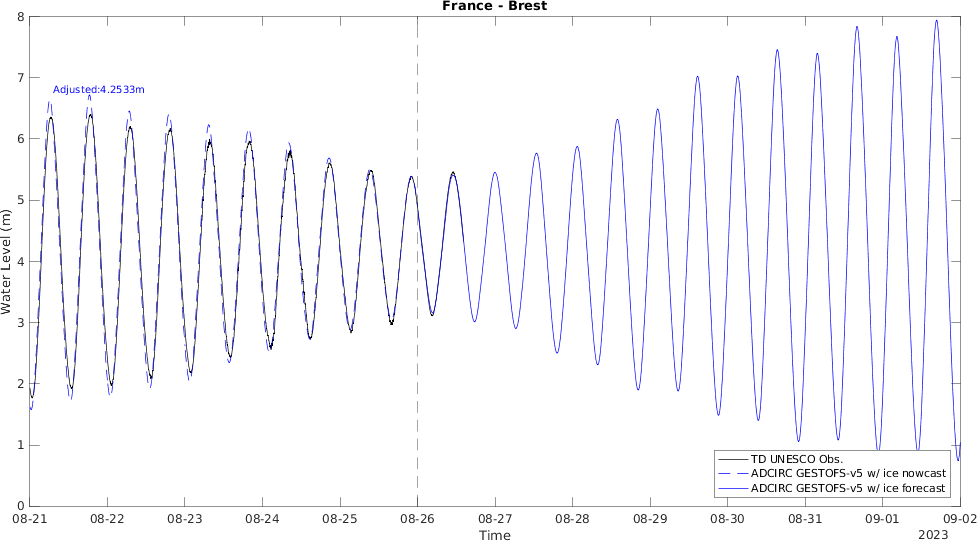 France - Brest
8
7
6
5
4
3
2
1
0
Water Level (m)
Adjusted:4.2533m
TD UNESCO Obs.
ADCIRC GESTOFS-v5 w/ ice nowcast
ADCIRC GESTOFS-v5 w/ ice forecast
08-21 08-22 08-23 08-24 08-25 08-26 08-27 08-28 08-29 08-30 08-31 09-01 09-02
Time
2023